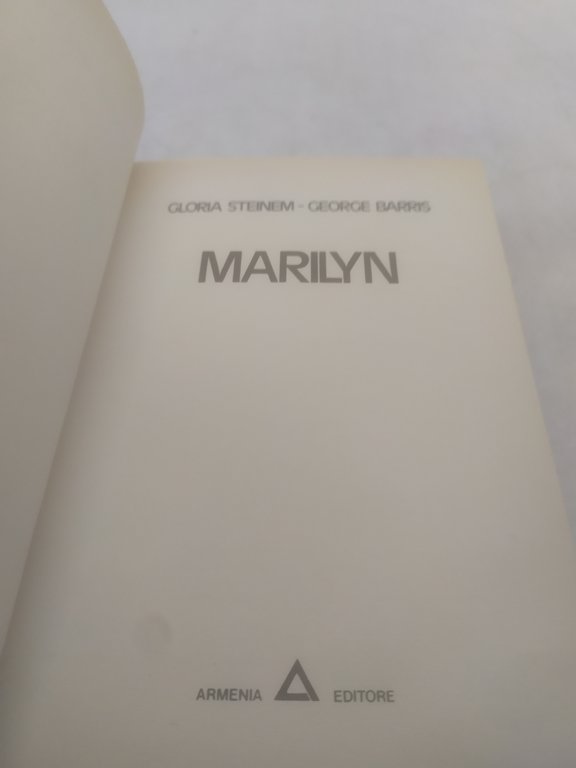 GLORIA STEINEM - GEORGE BARRIS
MARILYN
ARMENIA EDITORE